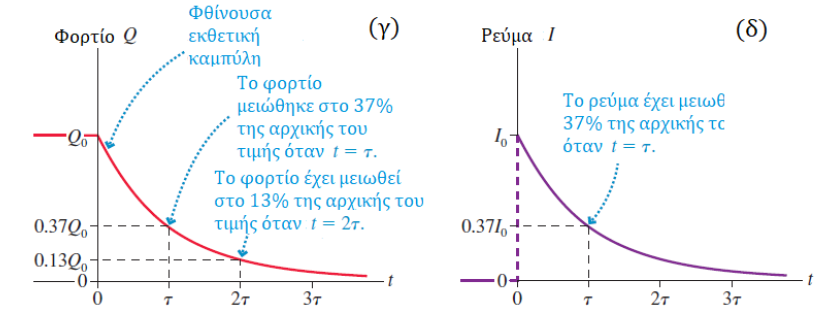 Φθίνουσα
εκθετική
καμπύλη
(γ)
Φορτίο Q
Το φορτίο
μειώθηκε στο 37%
της αρχικής του
τιμής όταν t = τ.
Το φορτίο έχει μειωθεί
στο 13% της αρχικής του
τιμής όταν t = 2τ.
Q₀
0.37Q₀
0.13Q₀
0
0
τ
2τ
3τ
t
Ρεύμα I
(δ)
Το ρεύμα έχει μειωθ
37% της αρχικής
όταν t = τ.
I₀
0.37I₀
0
0
τ
2τ
3τ
t